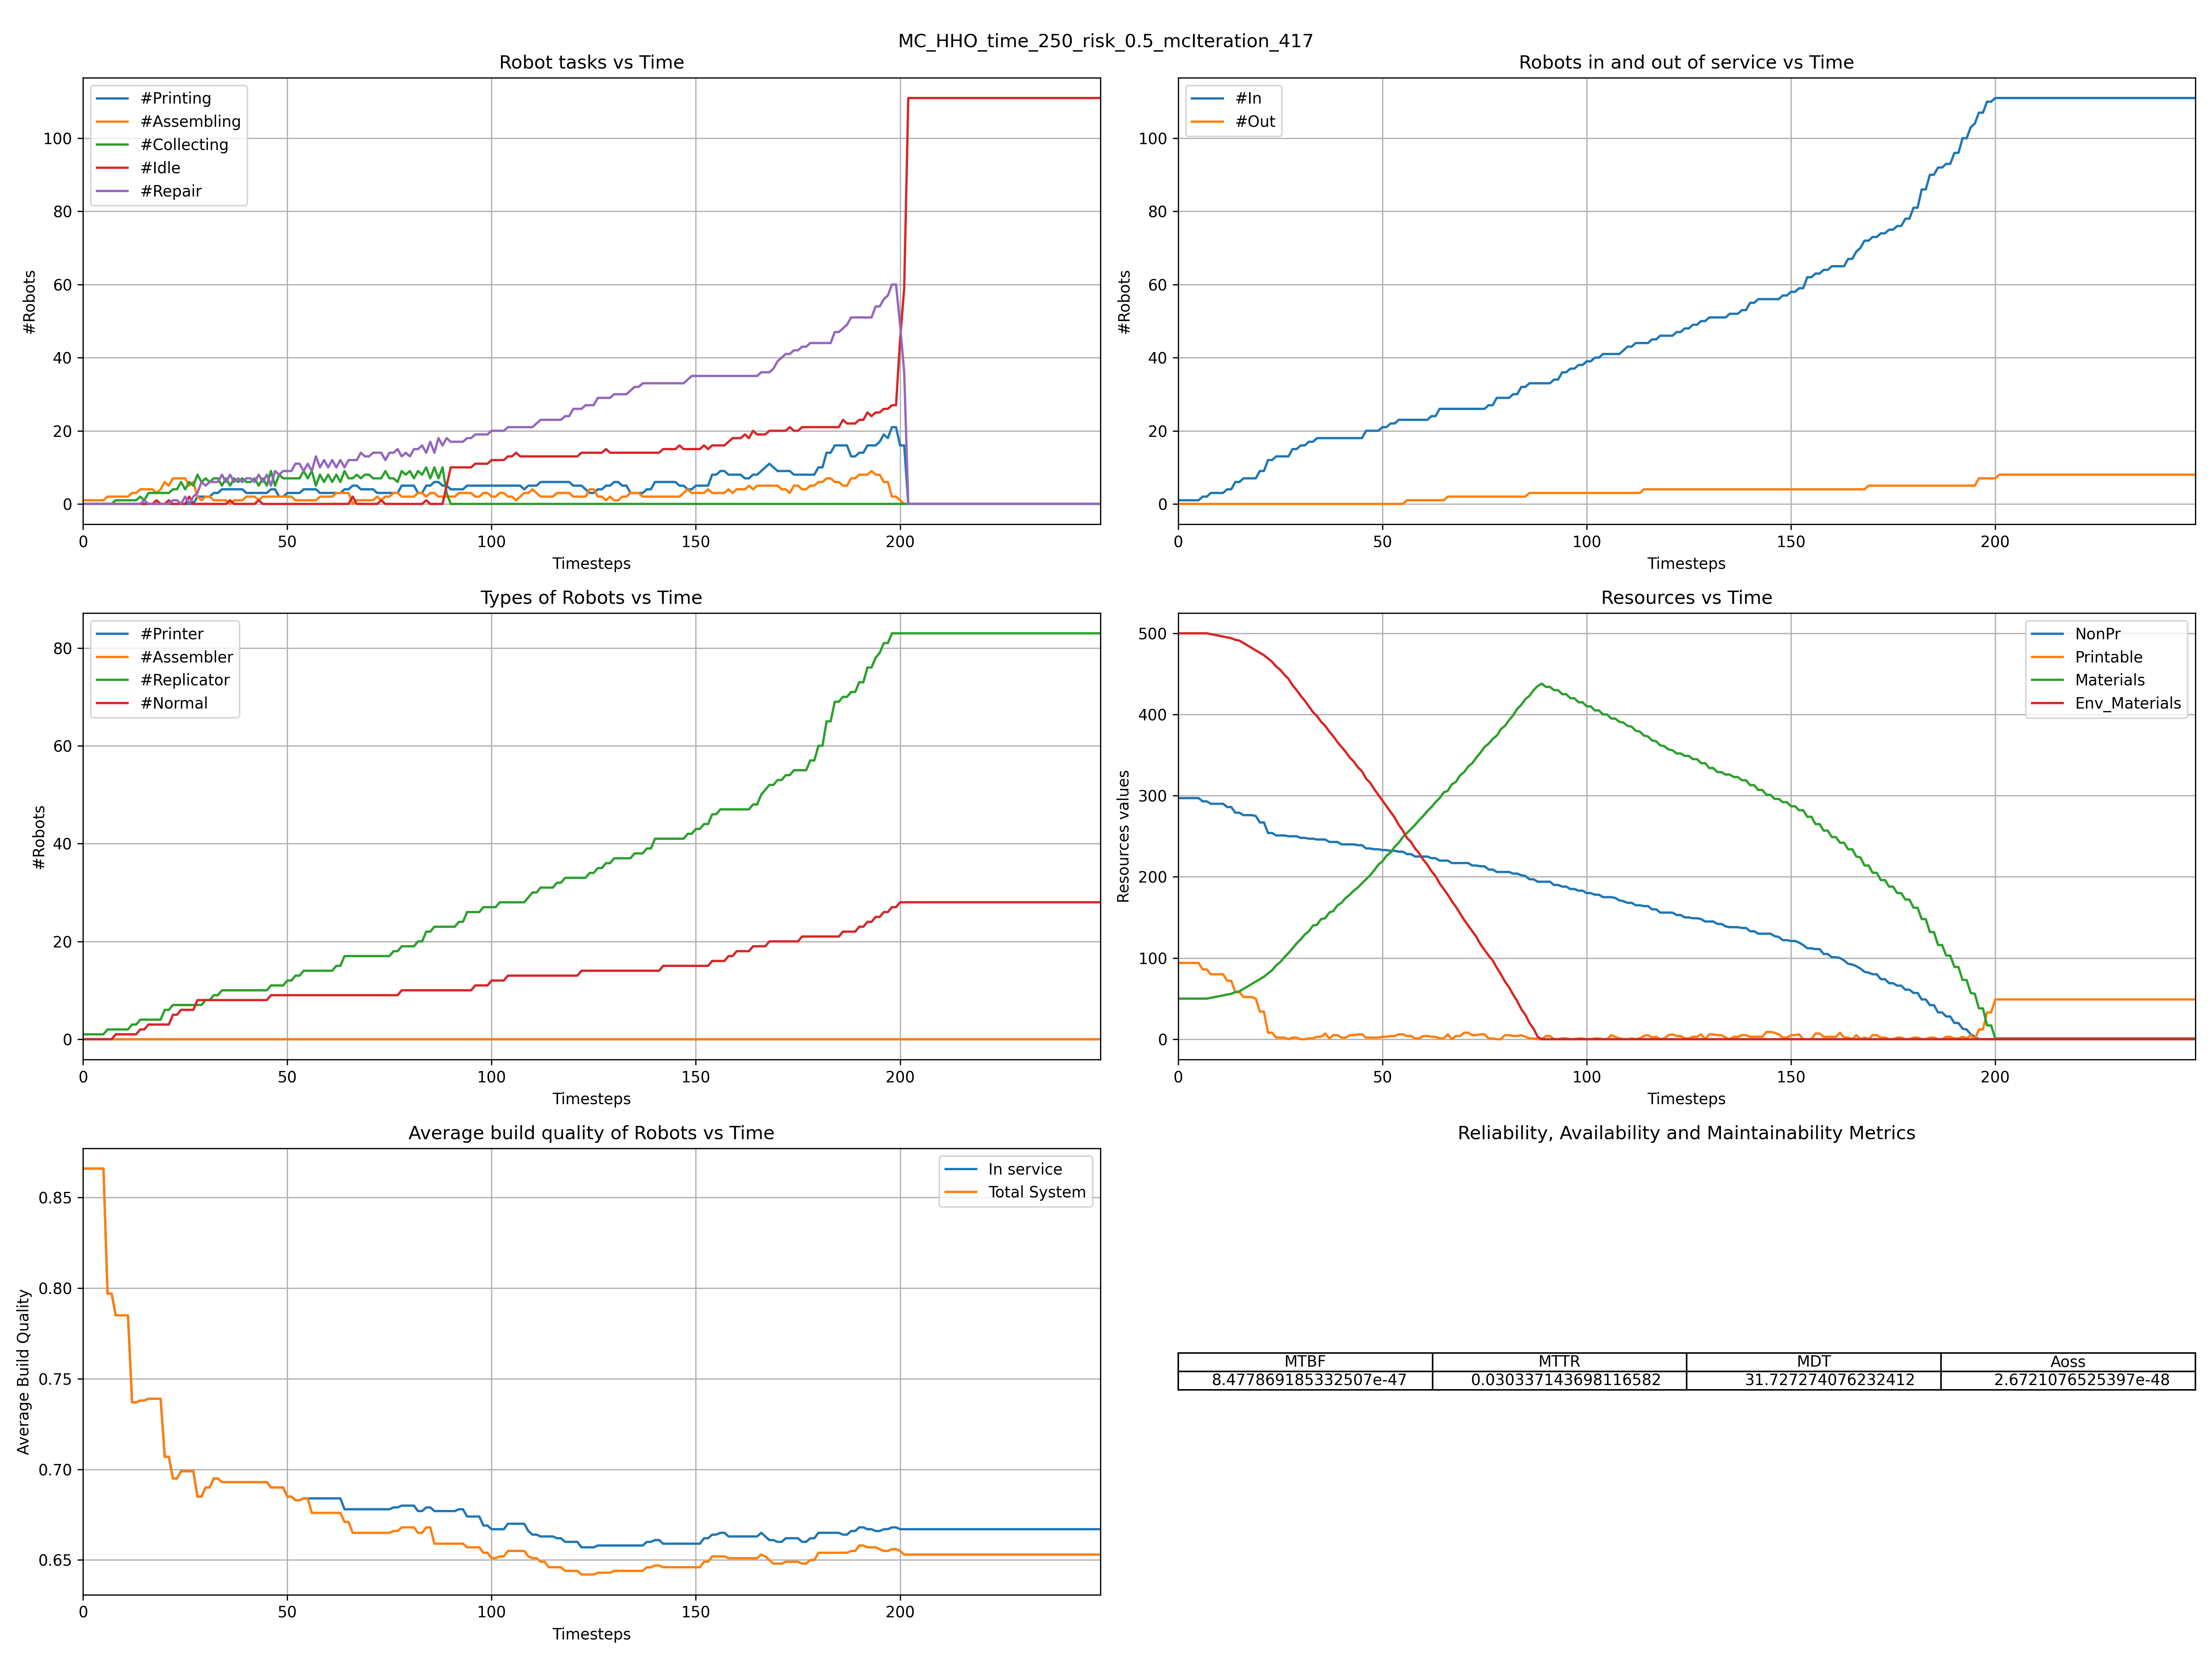 MC_HHO_time_250_risk_0.5_mcIteration_417
Robot tasks vs Time
#Printing
#Assembling
#Collecting
#Idle
#Repair
#Robots
100
80
60
40
20
0
0 50 100 150 200
Timesteps
Robots in and out of service vs Time
#In
#Out
#Robots
100
80
60
40
20
0
0 50 100 150 200
Timesteps
Types of Robots vs Time
#Printer
#Assembler
#Replicator
#Normal
#Robots
80
60
40
20
0
0 50 100 150 200
Timesteps
Resources vs Time
NonPr
Printable
Materials
Env_Materials
Resources values
500
400
300
200
100
0
0 50 100 150 200
Timesteps
Average build quality of Robots vs Time
In service
Total System
Average Build Quality
0.85
0.80
0.75
0.70
0.65
0 50 100 150 200
Timesteps
Reliability, Availability and Maintainability Metrics
MTBF MTTR MDT Aoss
8.477869185332507e-47 0.030337143698116582 31.727274076232412 2.6721076525397e-48